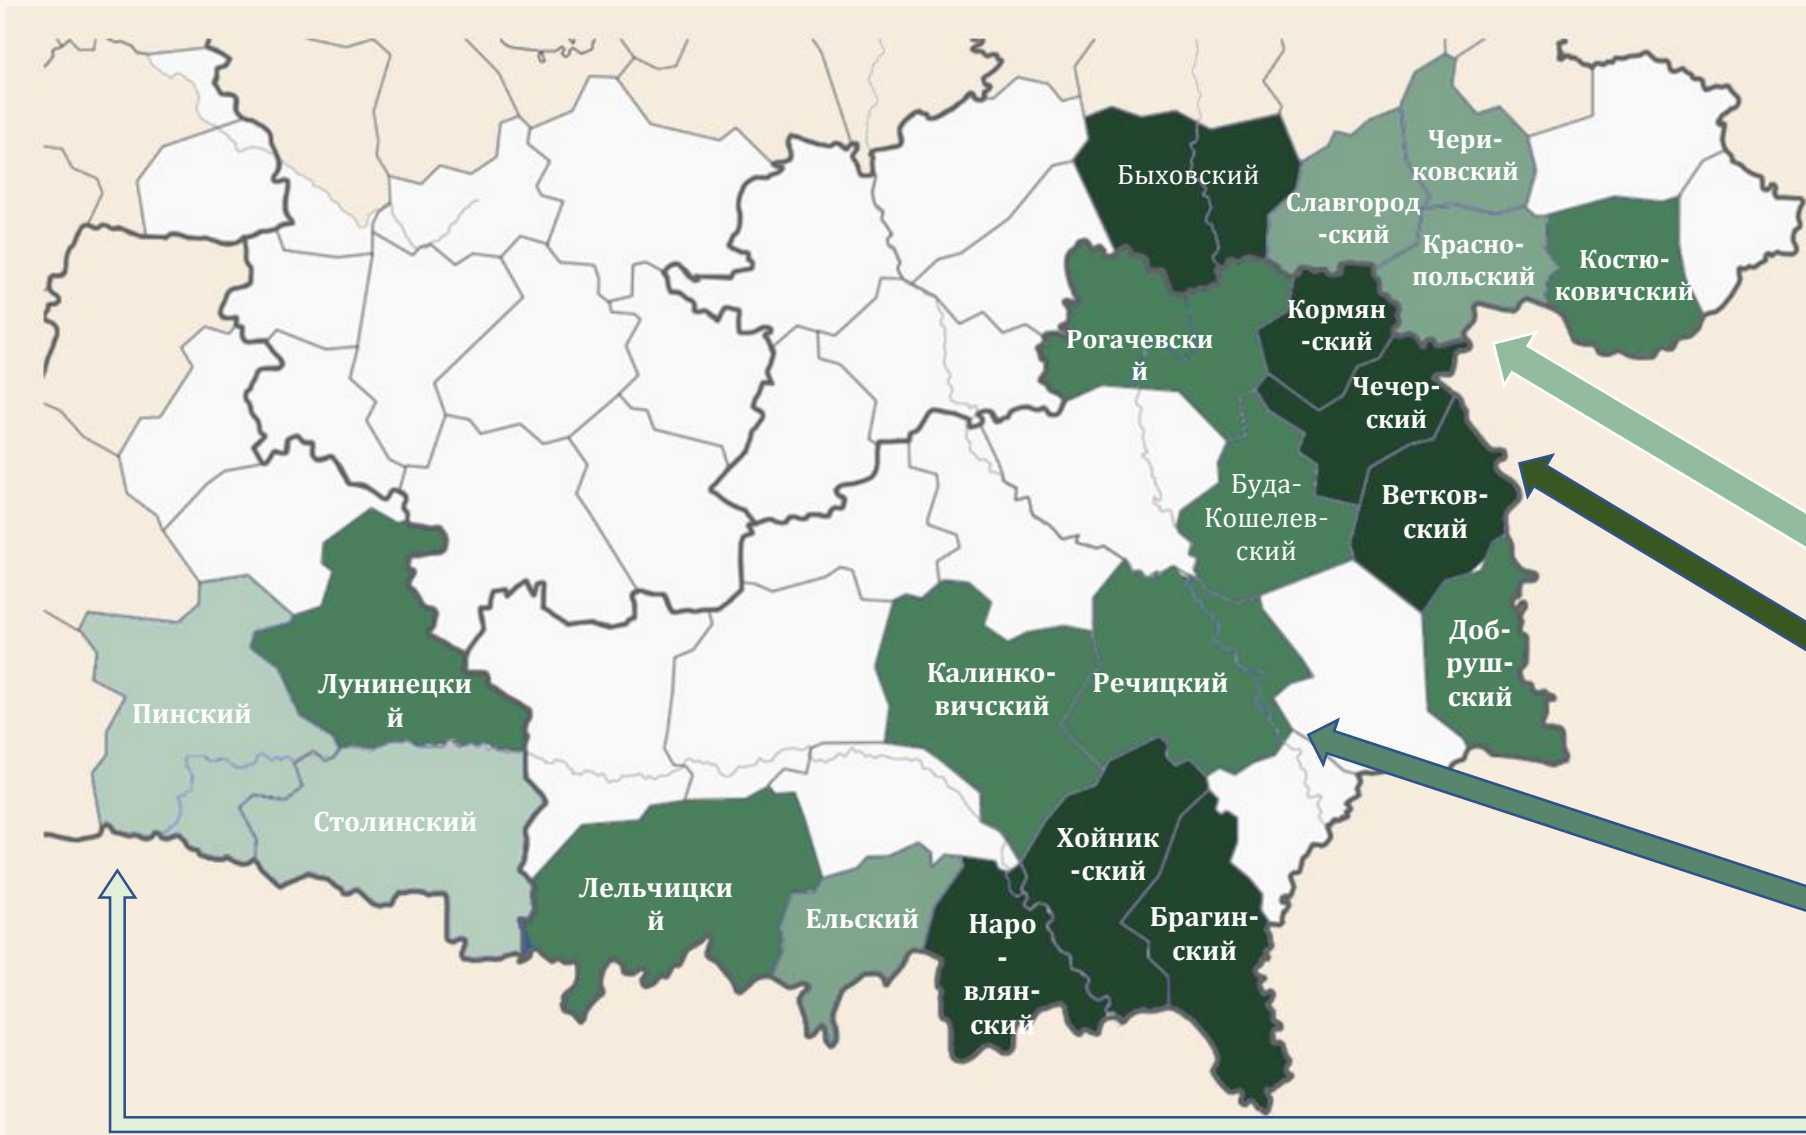 Чери-
ковский
Быховский
Славгород
-ский
Красно-
польский
Костю-
ковичский
Кормян
-ский
Рогачевски
й
Чечер-
ский
Буда-
Кошелев-
ский
Ветков-
ский
Доб-
руш-
ский
Калинко-
вичский
Речицкий
Лунинецки
й
Пинский
Столинский
Хойник
-ский
Лельчицки
й
Ельский
Наро
-
влян-
ский
Брагин-
ский